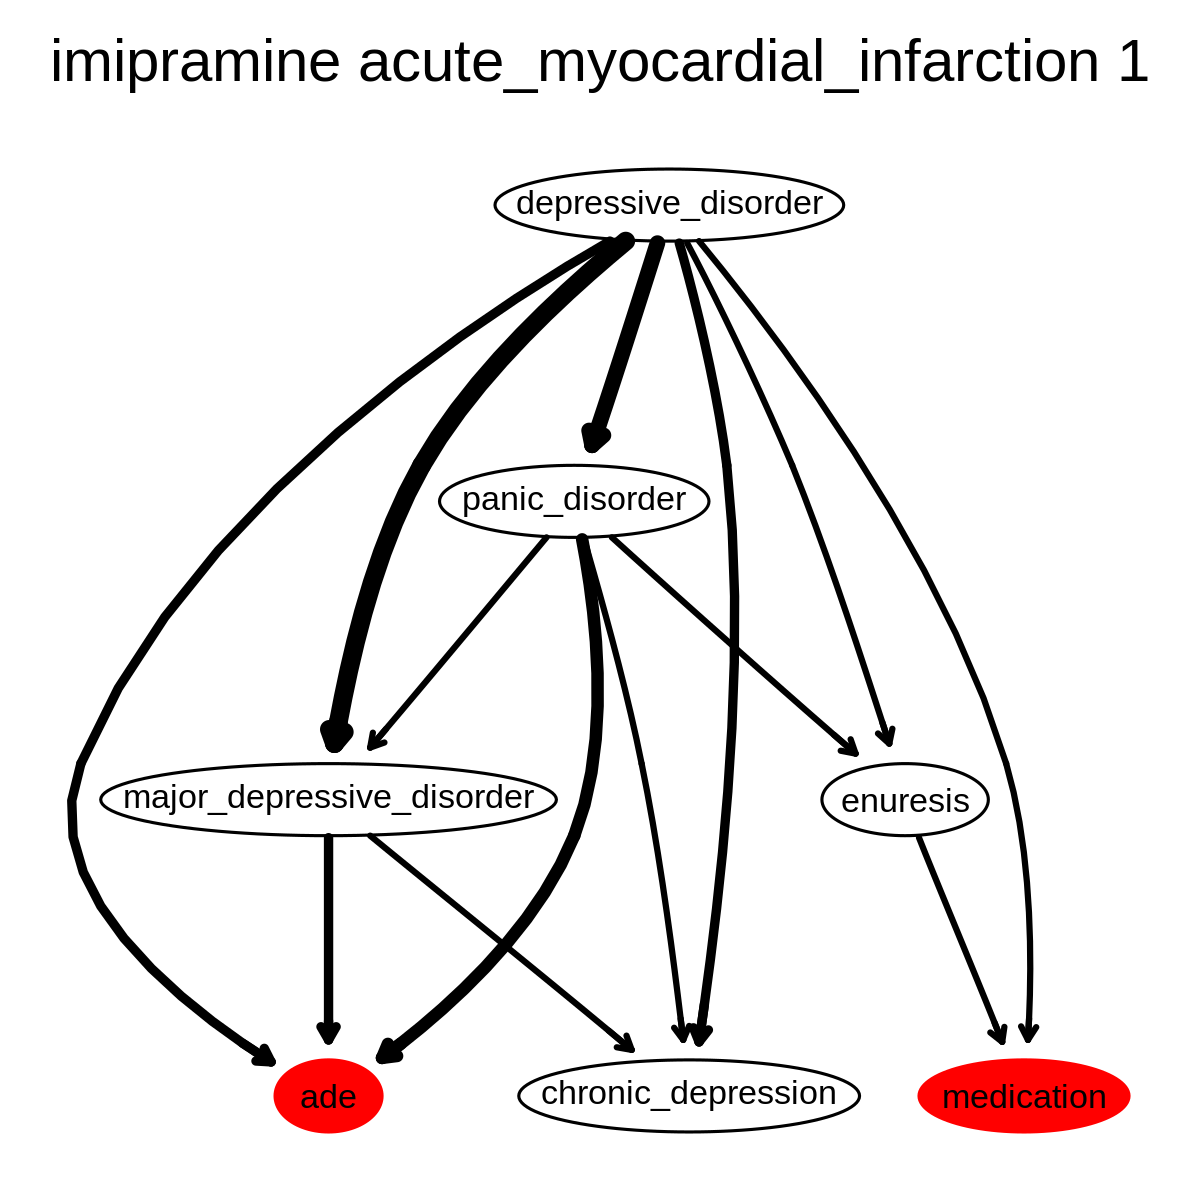 imipramine acute_myocardial_infarction 1
depressive_disorder
panic_disorder
major_depressive_disorder
enuresis
ade
chronic_depression
medication